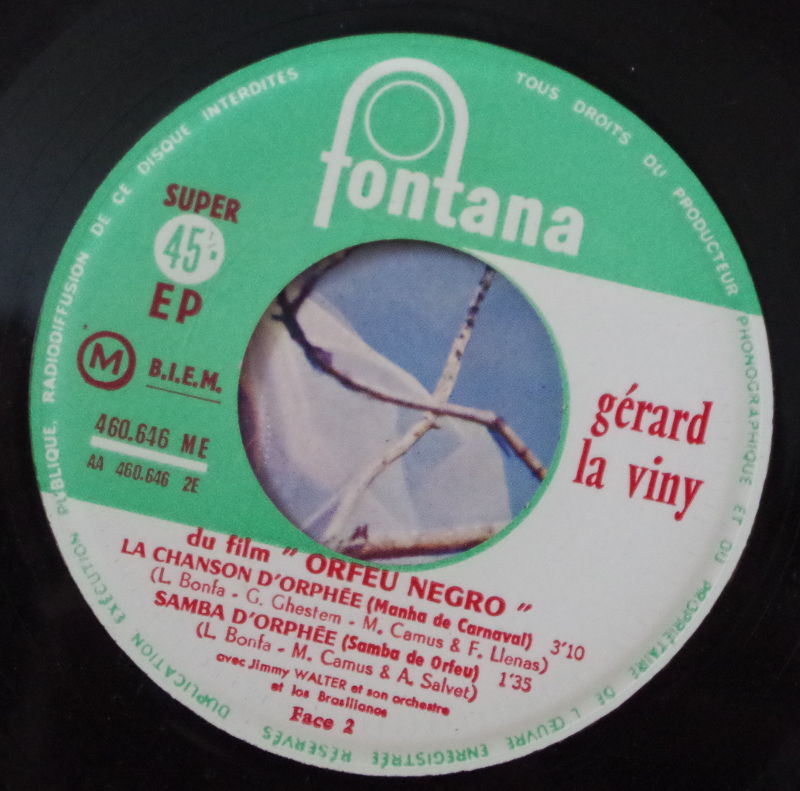 TOUS DROITS DU PRODUCTEUR PHONOGRAPHIQUE ET DU PROPRIÉTAIRE DE L'ŒUVRE ENREGISTRÉE RÉSERVÉS
DUPLICATION EXÉCUTION PUBLIQUE, RADIODIFFUSION DE CE DISQUE INTERDITES
fontana
SUPER
45 t.
EP
M B.I.E.M.
460.646 ME
AA 460.646 2E
gérard
la viny
du film " ORFEU NEGRO "
LA CHANSON D'ORPHÉE (Manha de Carnaval) 3'10
(L. Bonfa - G. Ghestem - M. Camus & F. Llenas)
SAMBA D'ORPHÉE (Samba de Orfeu) 1'35
(L. Bonfa - M. Camus & A. Salvet)
avec Jimmy WALTER et son orchestre
et los Brasilianos
Face 2